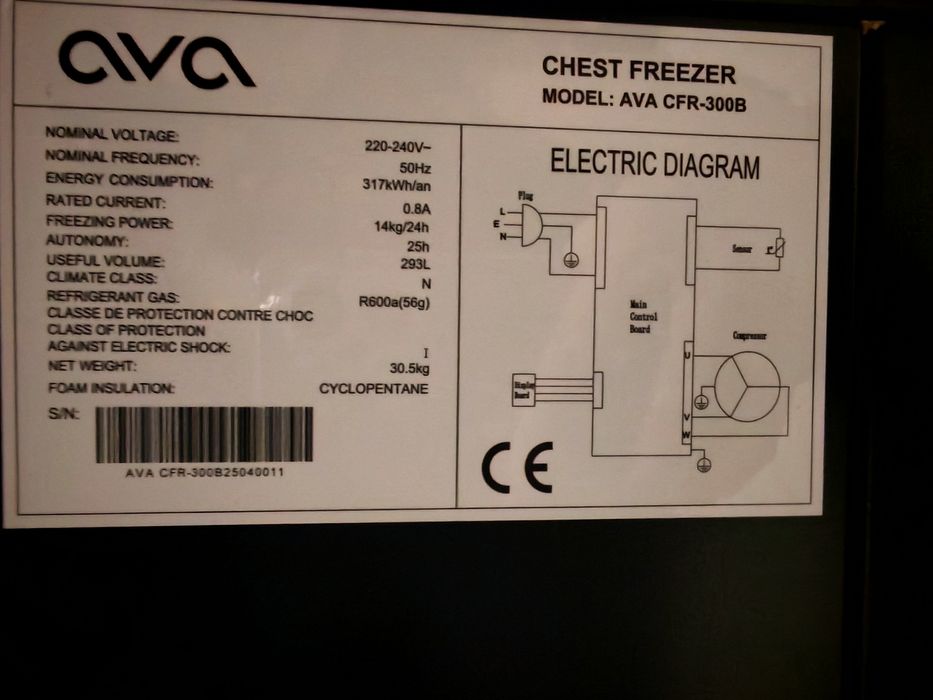 ava
CHEST FREEZER
MODEL: AVA CFR-300B
NOMINAL VOLTAGE: 220-240V~
NOMINAL FREQUENCY: 50Hz
ENERGY CONSUMPTION: 317kWh/an
RATED CURRENT: 0.8A
FREEZING POWER: 14kg/24h
AUTONOMY: 25h
USEFUL VOLUME: 293L
CLIMATE CLASS: N
REFRIGERANT GAS: R600a(56g)
CLASSE DE PROTECTION CONTRE CHOC
CLASS OF PROTECTION
AGAINST ELECTRIC SHOCK: I
NET WEIGHT: 30.5kg
FOAM INSULATION: CYCLOPENTANE
S/N:
AVA CFR-300B25040011
ELECTRIC DIAGRAM
Plug
L
E
N
Sensor
Main
Control
Board
Compressor
U
V
W
Display
Board
CE